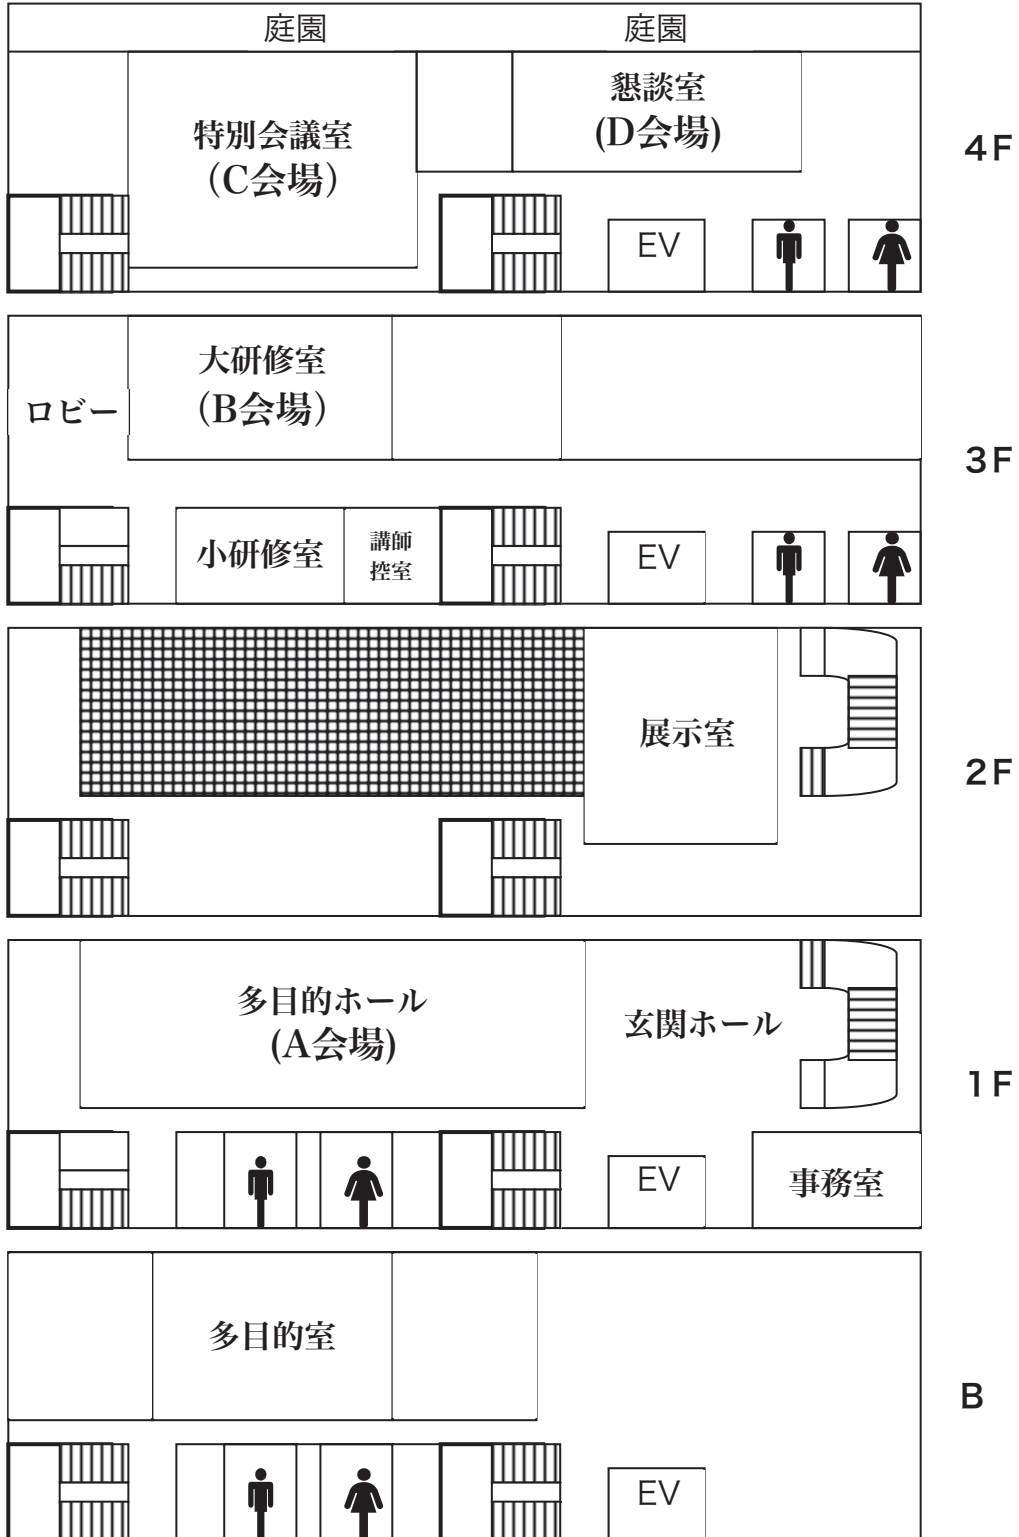 庭園
庭園
特別会議室
（C会場）
懇談室
(D会場)
EV
4F
大研修室
（B会場）
ロビー
小研修室
講師
控室
EV
3F
展示室
2F
多目的ホール
(A会場)
玄関ホール
EV
事務室
1F
多目的室
EV
B